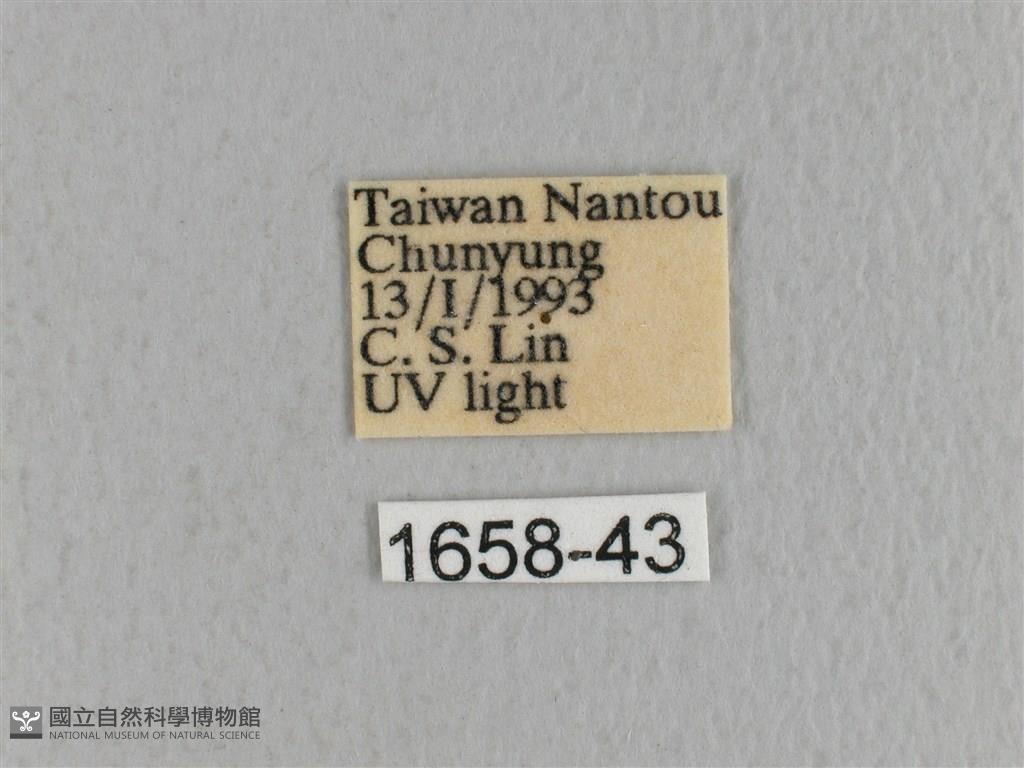 Taiwan Nantou
Chunyung
13/I/1993
C. S. Lin
UV light
1658-43
國立自然科學博物館
NATIONAL MUSEUM OF NATURAL SCIENCE